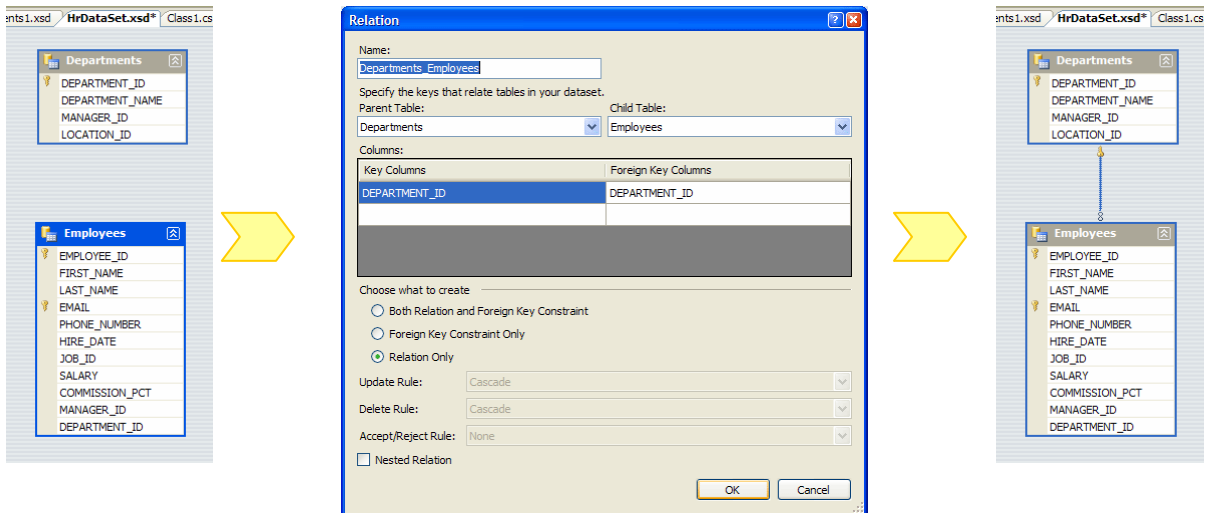 ents1.xsd HrDataSet.xsd* Class1.cs
Departments
DEPARTMENT_ID
DEPARTMENT_NAME
MANAGER_ID
LOCATION_ID
Employees
EMPLOYEE_ID
FIRST_NAME
LAST_NAME
EMAIL
PHONE_NUMBER
HIRE_DATE
JOB_ID
SALARY
COMMISSION_PCT
MANAGER_ID
DEPARTMENT_ID
Relation
Name:
Departments_Employees
Specify the keys that relate tables in your dataset.
Parent Table: Child Table:
Departments Employees
Columns:
Key Columns Foreign Key Columns
DEPARTMENT_ID DEPARTMENT_ID
Choose what to create
Both Relation and Foreign Key Constraint
Foreign Key Constraint Only
Relation Only
Update Rule: Cascade
Delete Rule: Cascade
Accept/Reject Rule: None
Nested Relation
OK Cancel
ents1.xsd HrDataSet.xsd* Class1.cs
Departments
DEPARTMENT_ID
DEPARTMENT_NAME
MANAGER_ID
LOCATION_ID
Employees
EMPLOYEE_ID
FIRST_NAME
LAST_NAME
EMAIL
PHONE_NUMBER
HIRE_DATE
JOB_ID
SALARY
COMMISSION_PCT
MANAGER_ID
DEPARTMENT_ID